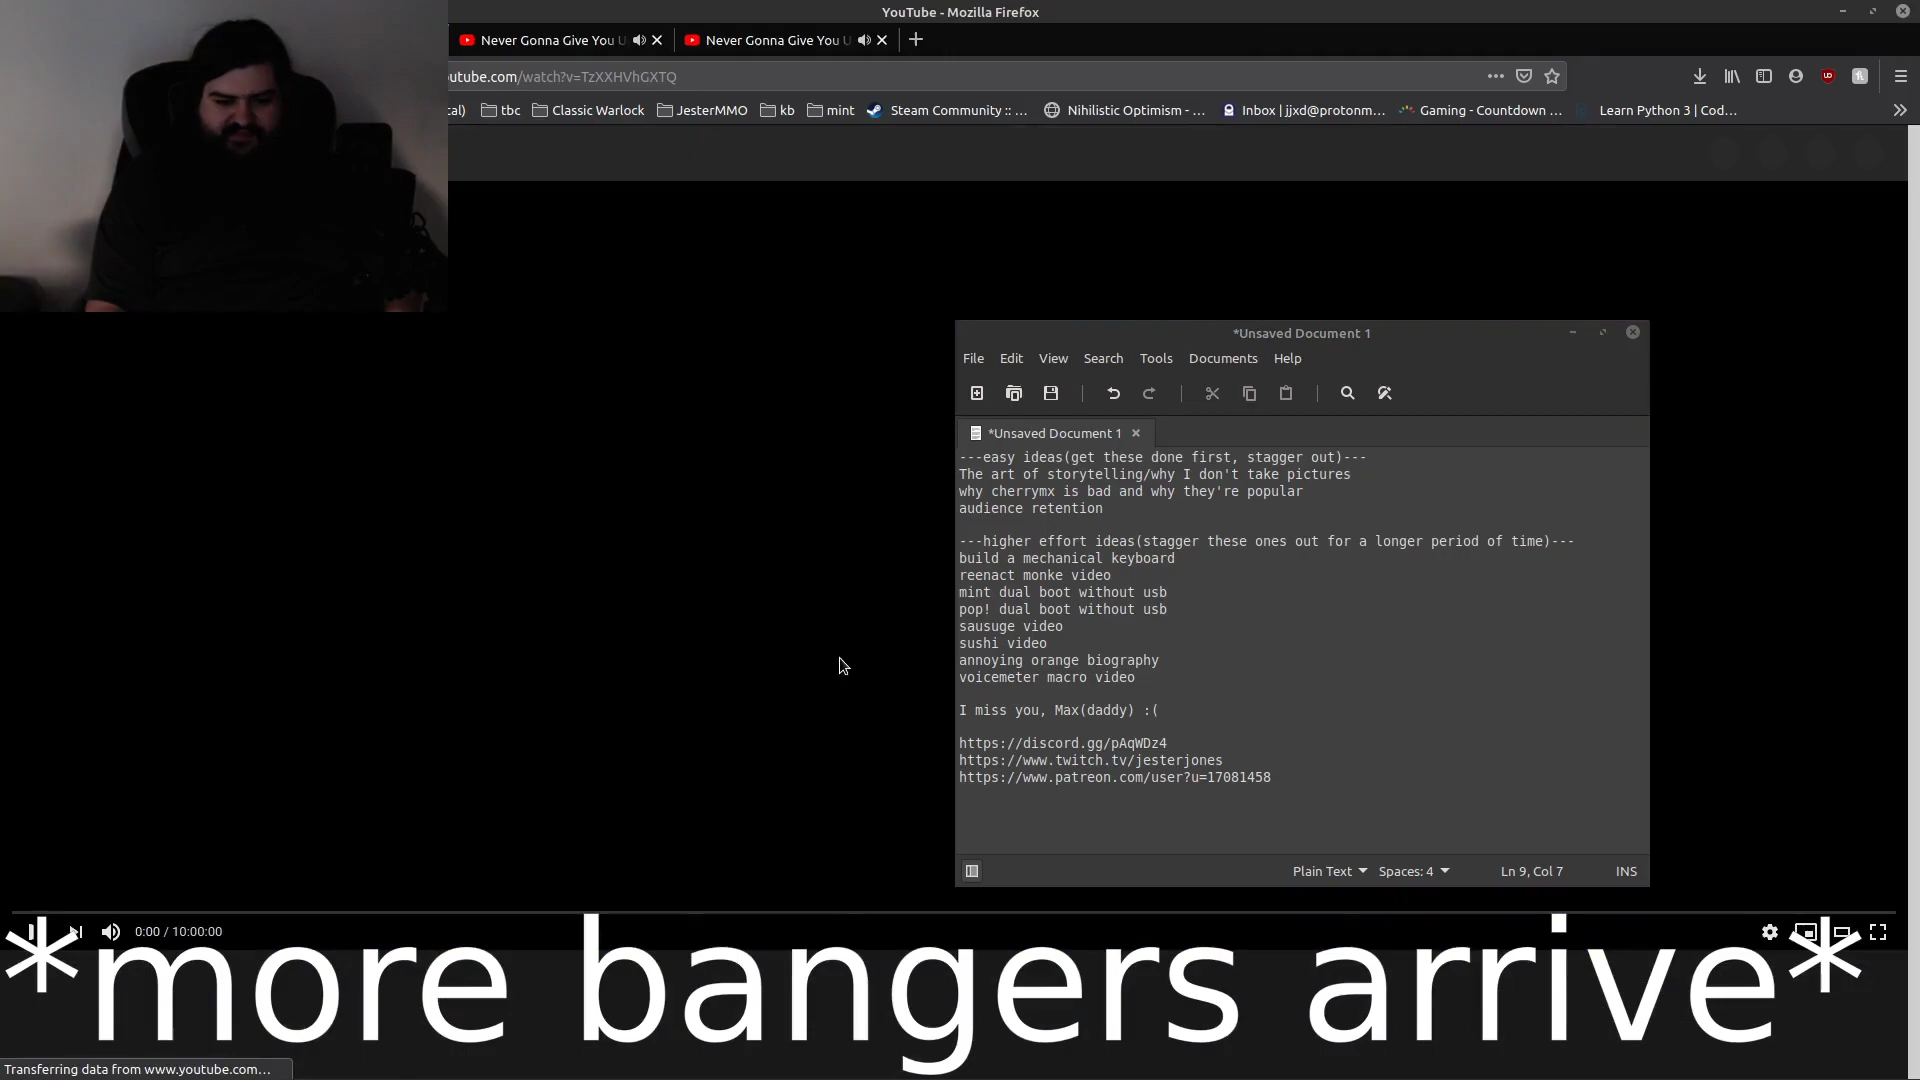 YouTube - Mozilla Firefox
Never Gonna Give You U
Never Gonna Give You U
outube.com/watch?v=TzXXHVhGXTQ
cal)
tbc
Classic Warlock
JesterMMO
kb
mint
Steam Community :: ...
Nihilistic Optimism - ...
Inbox | jjxd@protonm...
Gaming - Countdown ...
Learn Python 3 | Cod...
*Unsaved Document 1
File Edit View Search Tools Documents Help
*Unsaved Document 1
---easy ideas(get these done first, stagger out)---
The art of storytelling/why I don't take pictures
why cherrymx is bad and why they're popular
audience retention
---higher effort ideas(stagger these ones out for a longer period of time)---
build a mechanical keyboard
reenact monke video
mint dual boot without usb
pop! dual boot without usb
sausuge video
sushi video
annoying orange biography
voicemeter macro video
I miss you, Max(daddy) :(
https://discord.gg/pAqWDz4
https://www.twitch.tv/jesterjones
https://www.patreon.com/user?u=17081458
Plain Text Spaces: 4 Ln 9, Col 7 INS
0:00 / 10:00:00
*more bangers arrive*
Transferring data from www.youtube.com...